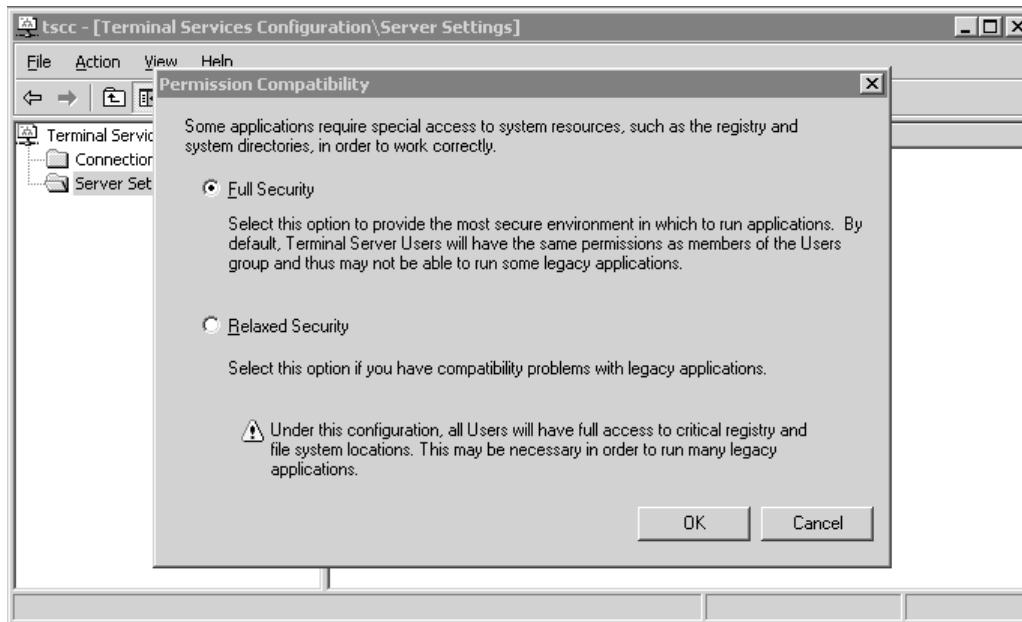 tscc - [Terminal Services Configuration\Server Settings]
File Action View Help
Permission Compatibility
Terminal Servic
Connection
Server Set
Some applications require special access to system resources, such as the registry and
system directories, in order to work correctly.
Full Security
Select this option to provide the most secure environment in which to run applications. By
default, Terminal Server Users will have the same permissions as members of the Users
group and thus may not be able to run some legacy applications.
Relaxed Security
Select this option if you have compatibility problems with legacy applications.
Under this configuration, all Users will have full access to critical registry and
file system locations. This may be necessary in order to run many legacy
applications.
OK Cancel